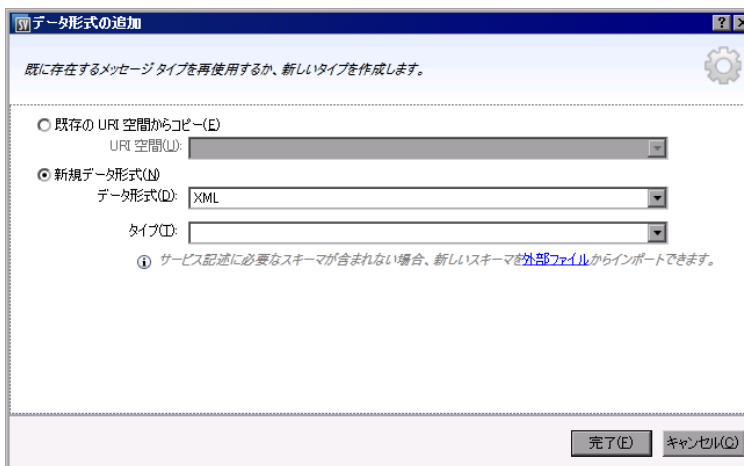 SV データ形式の追加
既に存在するメッセージ タイプを再使用するか、新しいタイプを作成します。
既存の URI 空間からコピー(E)
URI 空間(U):
新規データ形式(N)
データ形式(D): XML
タイプ(T):
サービス記述に必要なスキーマが含まれない場合、新しいスキーマを外部ファイルからインポートできます。
完了(E) キャンセル(C)